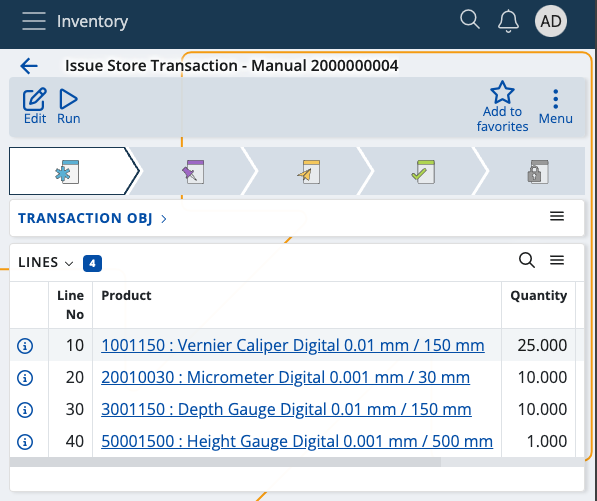 Inventory
AD
Issue Store Transaction - Manual 2000000004
Edit Run Add to favorites Menu
TRANSACTION OBJ >
LINES 4
Line No Product Quantity
10 1001150 : Vernier Caliper Digital 0.01 mm / 150 mm 25.000
20 20010030 : Micrometer Digital 0.001 mm / 30 mm 10.000
30 3001150 : Depth Gauge Digital 0.01 mm / 150 mm 10.000
40 50001500 : Height Gauge Digital 0.001 mm / 500 mm 1.000